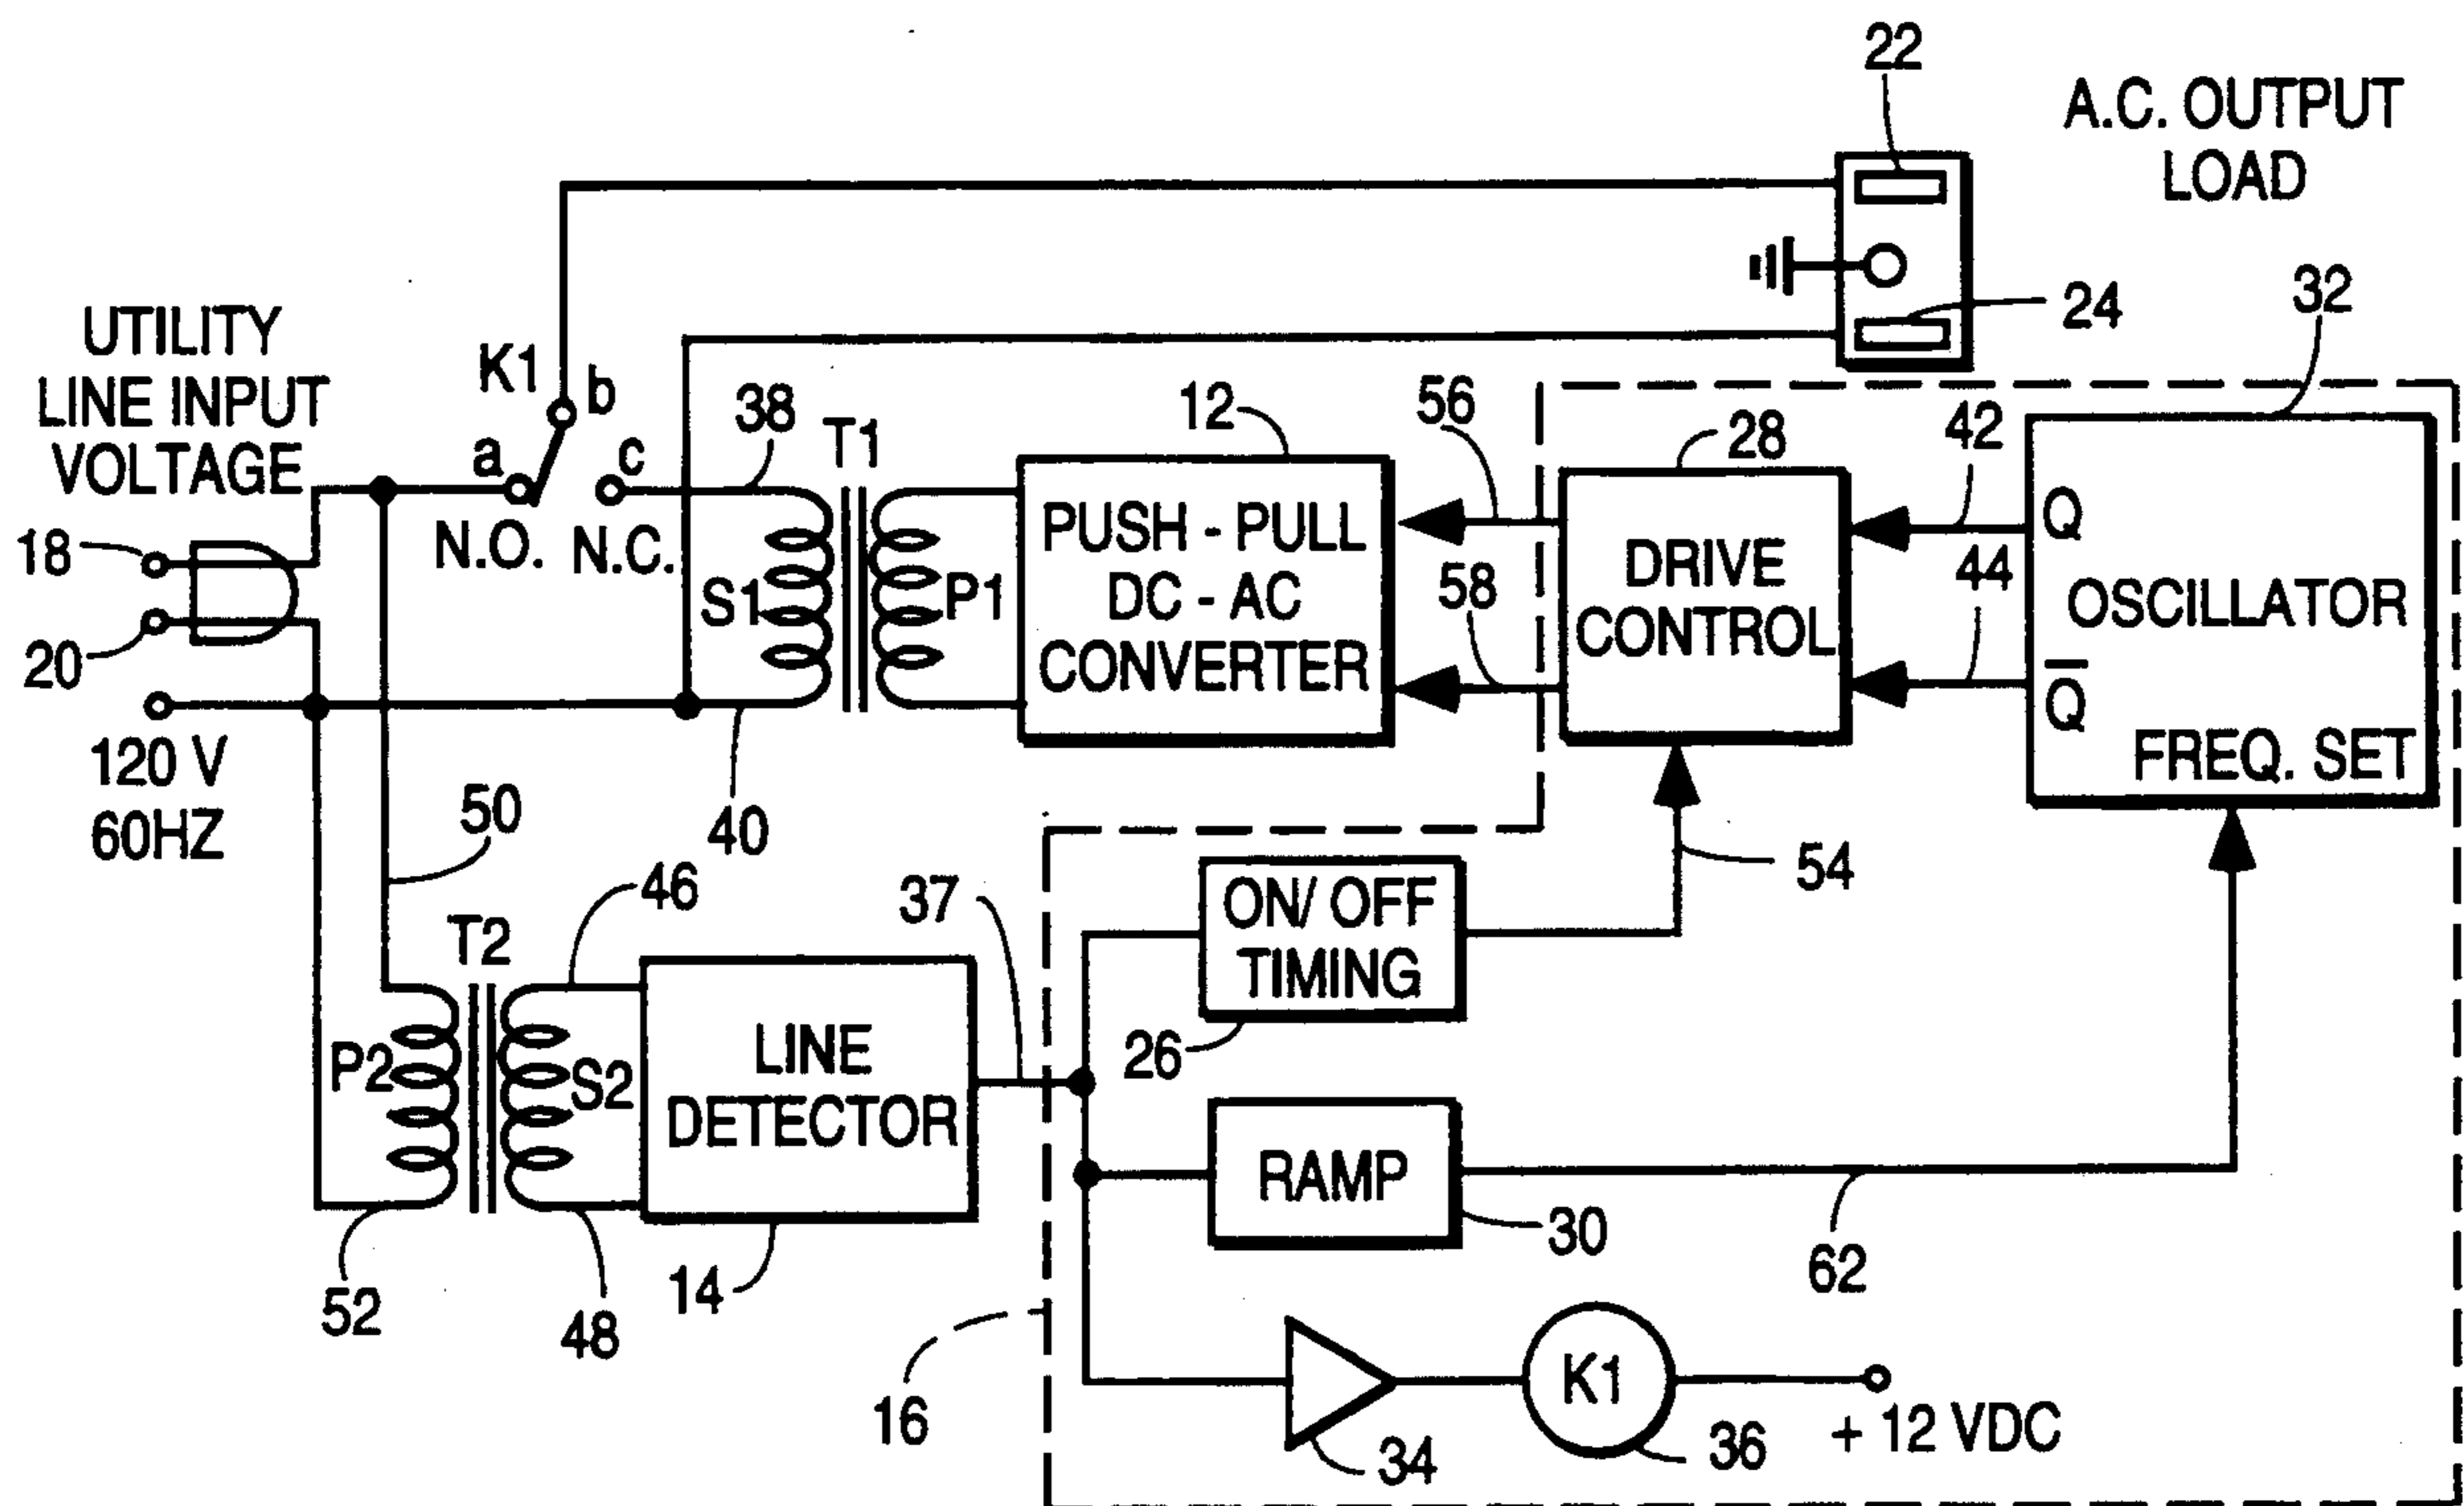 22
A.C. OUTPUT
LOAD
24
32
UTILITY
LINE INPUT
VOLTAGE
K1
b
a
c
N.O.
N.C.
38
T1
S1
P1
12
PUSH - PULL
DC - AC
CONVERTER
56
58
28
DRIVE
CONTROL
42
44
Q
OSCILLATOR
Q̅
FREQ. SET
18
20
120 V
60HZ
50
40
54
46
T2
P2
S2
37
ON/ OFF
TIMING
26
LINE
DETECTOR
14
RAMP
30
62
52
48
16
34
K1
36
+ 12 VDC